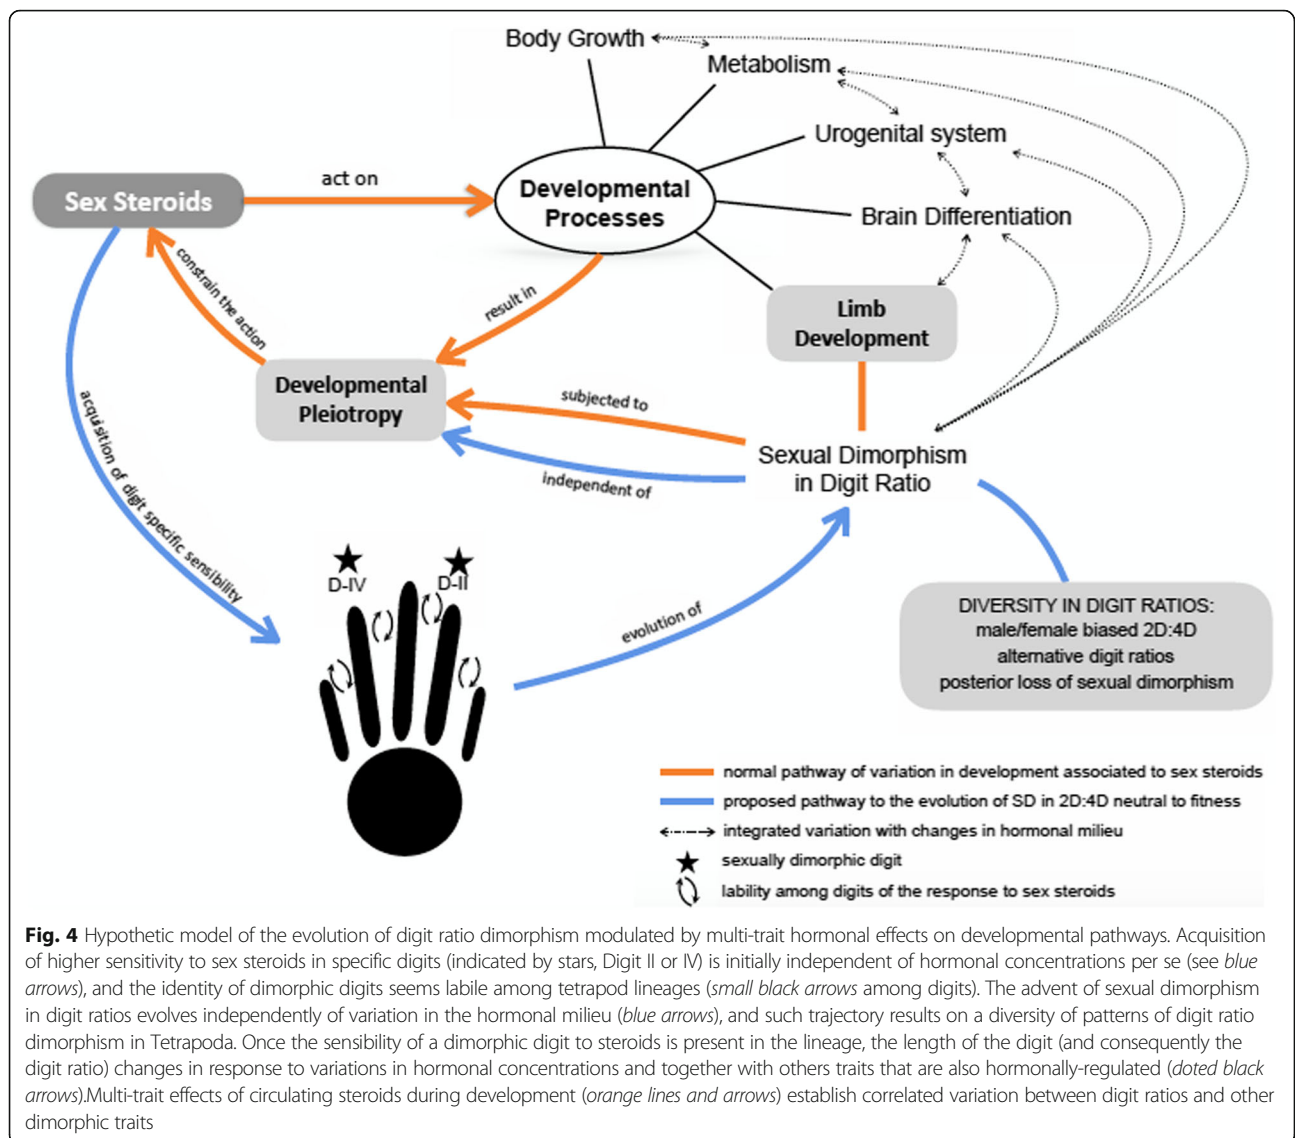 Body Growth
Metabolism
Urogenital system
Brain Differentiation
Sex Steroids
act on
Developmental
Processes
constrain the action
result in
Limb
Development
Developmental
Pleiotropy
subjected to
independent of
Sexual Dimorphism
in Digit Ratio
acquisition of digit specific sensibility
D-IV
D-II
evolution of
DIVERSITY IN DIGIT RATIOS:
male/female biased 2D:4D
alternative digit ratios
posterior loss of sexual dimorphism
normal pathway of variation in development associated to sex steroids
proposed pathway to the evolution of SD in 2D:4D neutral to fitness
integrated variation with changes in hormonal milieu
sexually dimorphic digit
lability among digits of the response to sex steroids
Fig. 4 Hypothetic model of the evolution of digit ratio dimorphism modulated by multi-trait hormonal effects on developmental pathways. Acquisition
of higher sensitivity to sex steroids in specific digits (indicated by stars, Digit II or IV) is initially independent of hormonal concentrations per se (see blue
arrows), and the identity of dimorphic digits seems labile among tetrapod lineages (small black arrows among digits). The advent of sexual dimorphism
in digit ratios evolves independently of variation in the hormonal milieu (blue arrows), and such trajectory results on a diversity of patterns of digit ratio
dimorphism in Tetrapoda. Once the sensibility of a dimorphic digit to steroids is present in the lineage, the length of the digit (and consequently the
digit ratio) changes in response to variations in hormonal concentrations and together with others traits that are also hormonally-regulated (doted black
arrows).Multi-trait effects of circulating steroids during development (orange lines and arrows) establish correlated variation between digit ratios and other
dimorphic traits